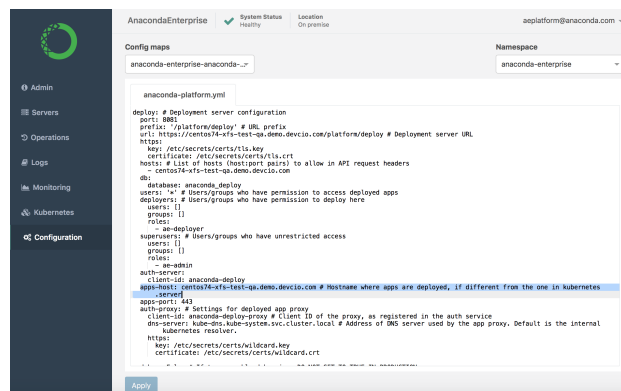 AnacondaEnterprise
System Status
Healthy
Location
On premise
aeplatform@anaconda.com
Config maps
Namespace
anaconda-enterprise-anaconda-...
anaconda-enterprise
Admin
Servers
Operations
Logs
Monitoring
Kubernetes
Configuration
anaconda-platform.yml
deploy: # Deployment server configuration
port: 8081
prefix: '/platform/deploy' # URL prefix
url: https://centos74-xfs-test-qa.demo.devcio.com/platform/deploy # Deployment server URL
https:
key: /etc/secrets/certs/tls.key
certificate: /etc/secrets/certs/tls.crt
hosts: # List of hosts (host:port pairs) to allow in API request headers
- centos74-xfs-test-qa.demo.devcio.com
db:
database: anaconda_deploy
users: '*' # Users/groups who have permission to access deployed apps
deployers: # Users/groups who have permission to deploy here
users: []
groups: []
roles:
- ae-deployer
superusers: # Users/groups who have unrestricted access
users: []
groups: []
roles:
- ae-admin
auth-server:
client-id: anaconda-deploy
apps-host: centos74-xfs-test-qa.demo.devcio.com # Hostname where apps are deployed, if different from the one in kubernetes
.server
apps-port: 443
auth-proxy: # Settings for deployed app proxy
client-id: anaconda-deploy-proxy # Client ID of the proxy, as registered in the auth service
dns-server: kube-dns.kube-system.svc.cluster.local # Address of DNS server used by the app proxy. Default is the internal
kubernetes resolver.
https:
key: /etc/secrets/certs/wildcard.key
certificate: /etc/secrets/certs/wildcard.crt
Apply